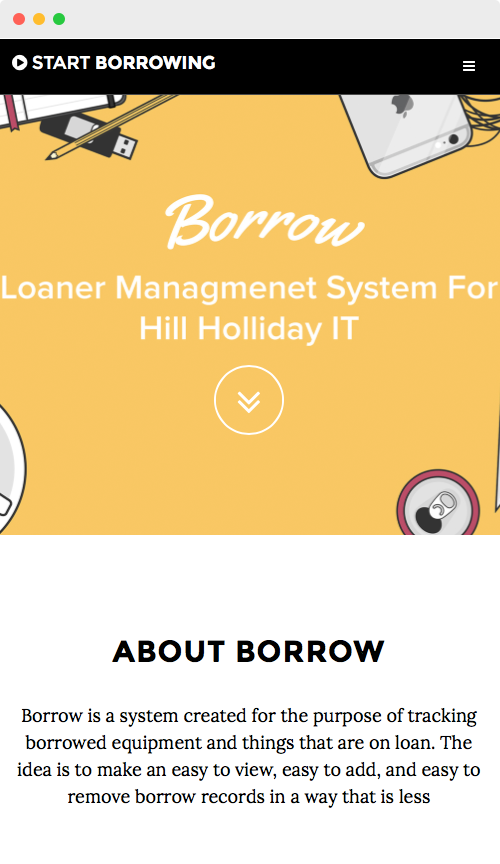 START BORROWING
Borrow
Loaner Managmenet System For
Hill Holliday IT
ABOUT BORROW
Borrow is a system created for the purpose of tracking
borrowed equipment and things that are on loan. The
idea is to make an easy to view, easy to add, and easy to
remove borrow records in a way that is less